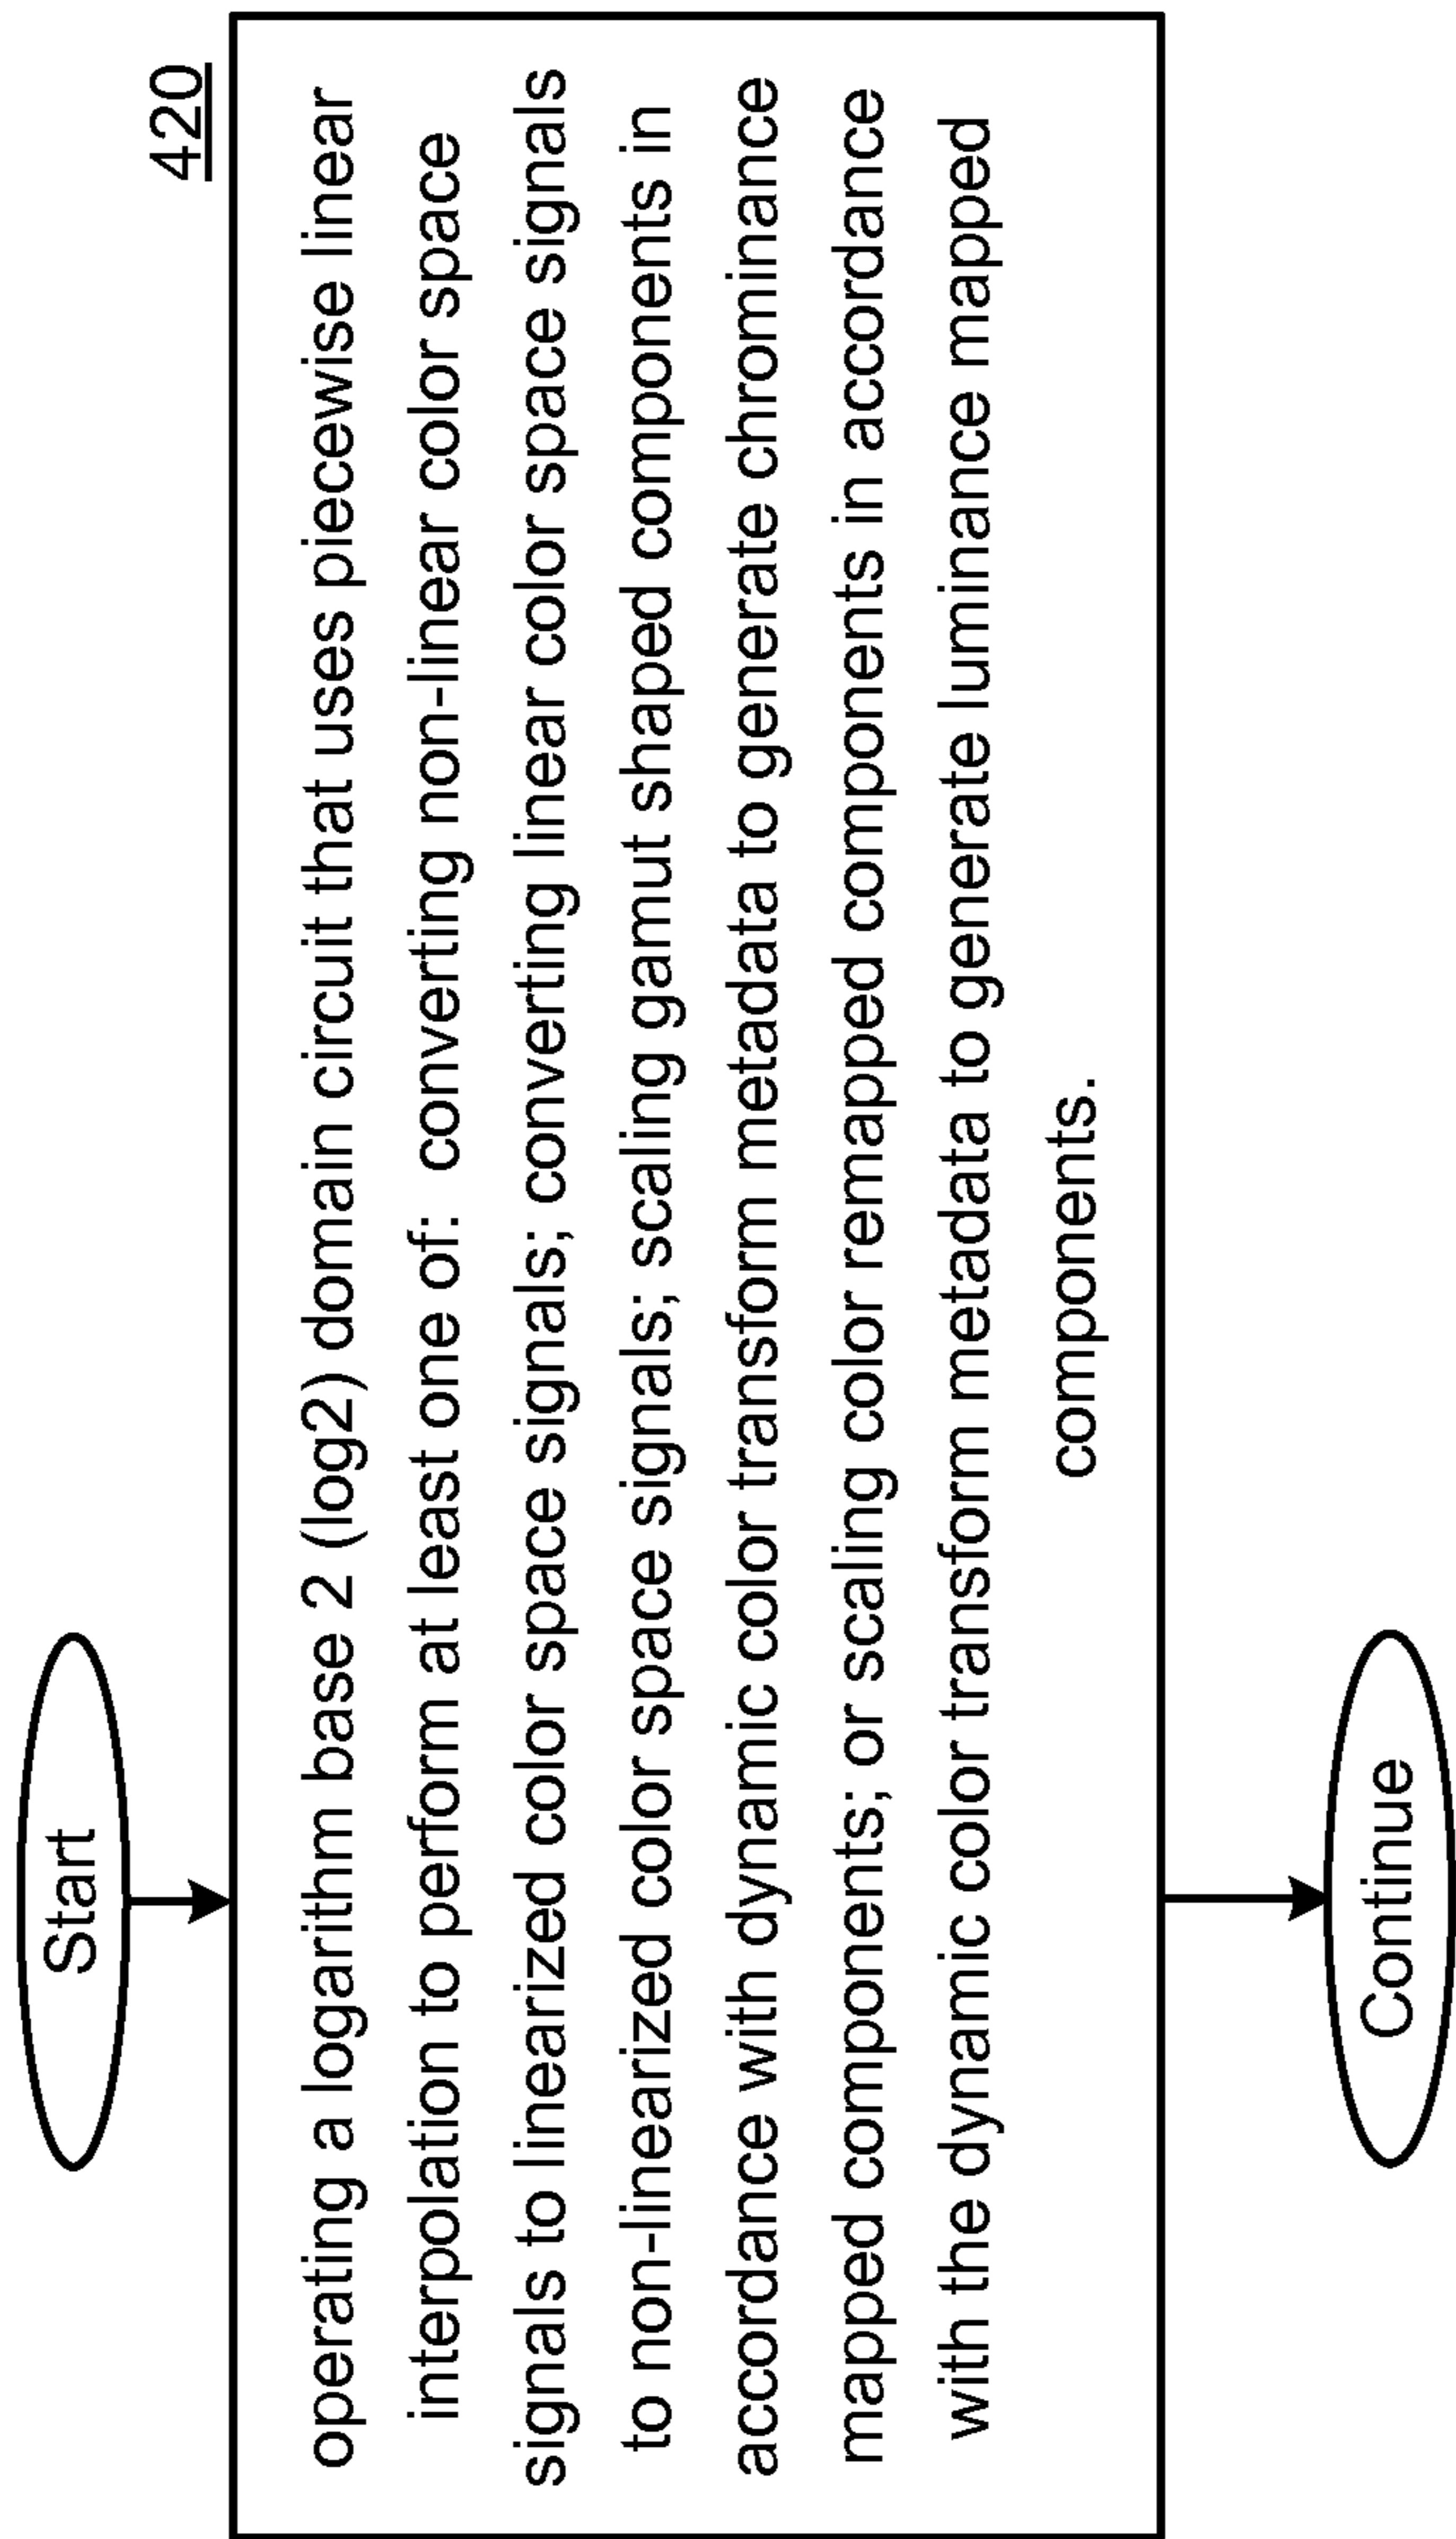 Start
420
operating a logarithm base 2 (log2) domain circuit that uses piecewise linear
interpolation to perform at least one of: converting non-linear color space
signals to linearized color space signals; converting linear color space signals
to non-linearized color space signals; scaling gamut shaped components in
accordance with dynamic color transform metadata to generate chrominance
mapped components; or scaling color remapped components in accordance
with the dynamic color transform metadata to generate luminance mapped
components.
Continue